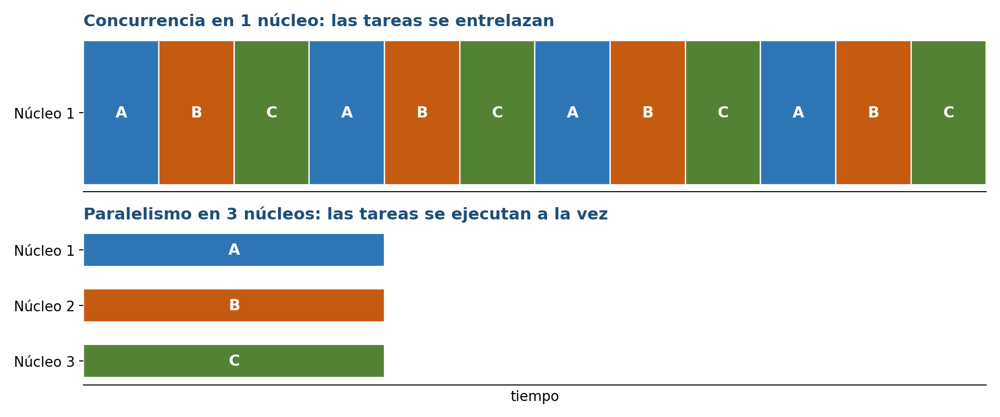 Concurrencia en 1 núcleo: las tareas se entrelazan
Núcleo 1 A B C A B C A B C A B C
Paralelismo en 3 núcleos: las tareas se ejecutan a la vez
Núcleo 1 A
Núcleo 2 B
Núcleo 3 C
tiempo